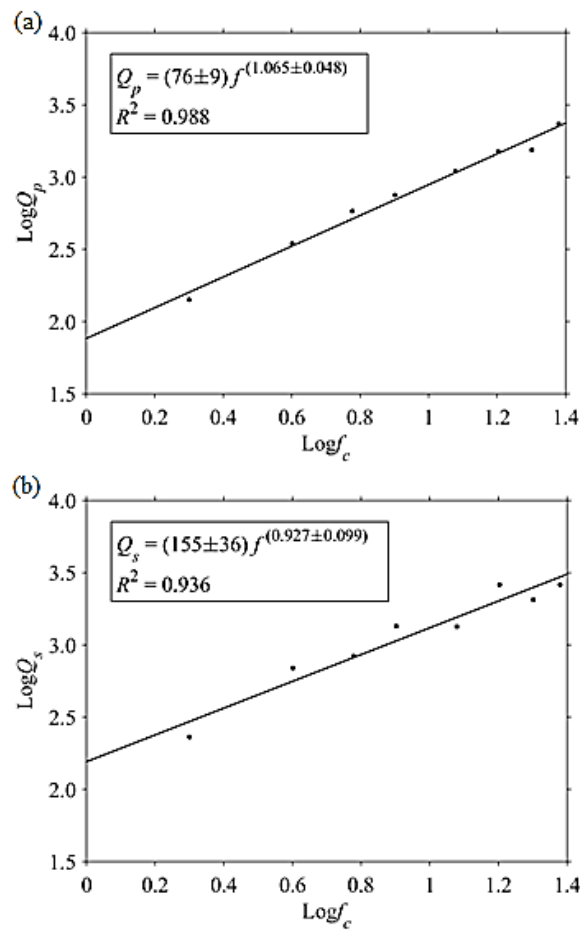 (a)
4.0
Q_p = (76±9) f^(1.065±0.048)
R² = 0.988
3.5
3.0
LogQ_p
2.5
2.0
1.5
0 0.2 0.4 0.6 0.8 1 1.2 1.4
Logf_c
(b)
4.0
Q_s = (155±36) f^(0.927±0.099)
R² = 0.936
3.5
3.0
LogQ_s
2.5
2.0
1.5
0 0.2 0.4 0.6 0.8 1 1.2 1.4
Logf_c